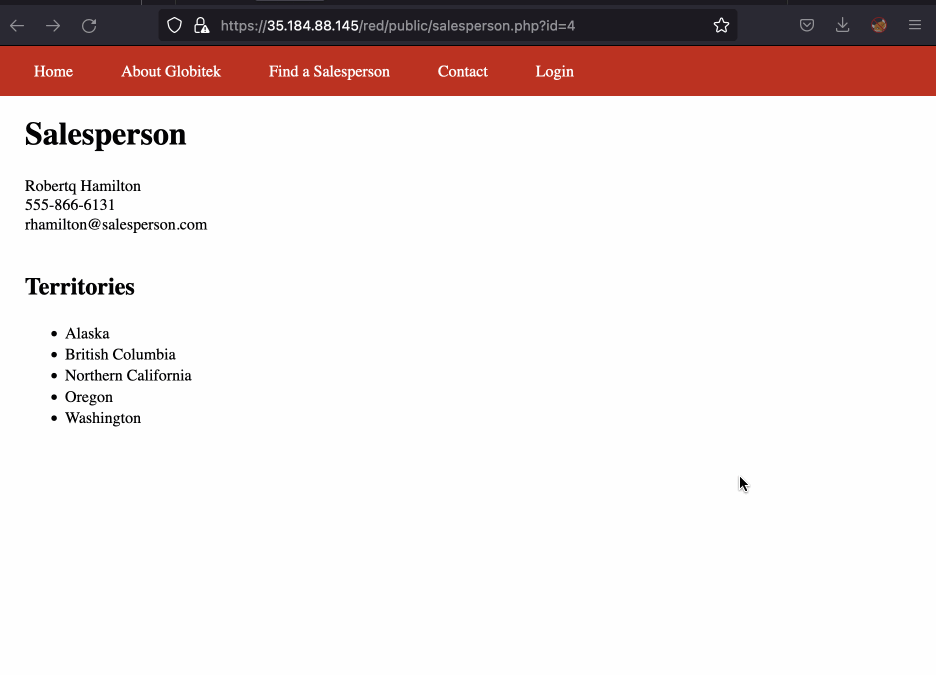 https://35.184.88.145/red/public/salesperson.php?id=4
Home About Globitek Find a Salesperson Contact Login
Salesperson
Robertq Hamilton
555-866-6131
rhamilton@salesperson.com
Territories
Alaska
British Columbia
Northern California
Oregon
Washington